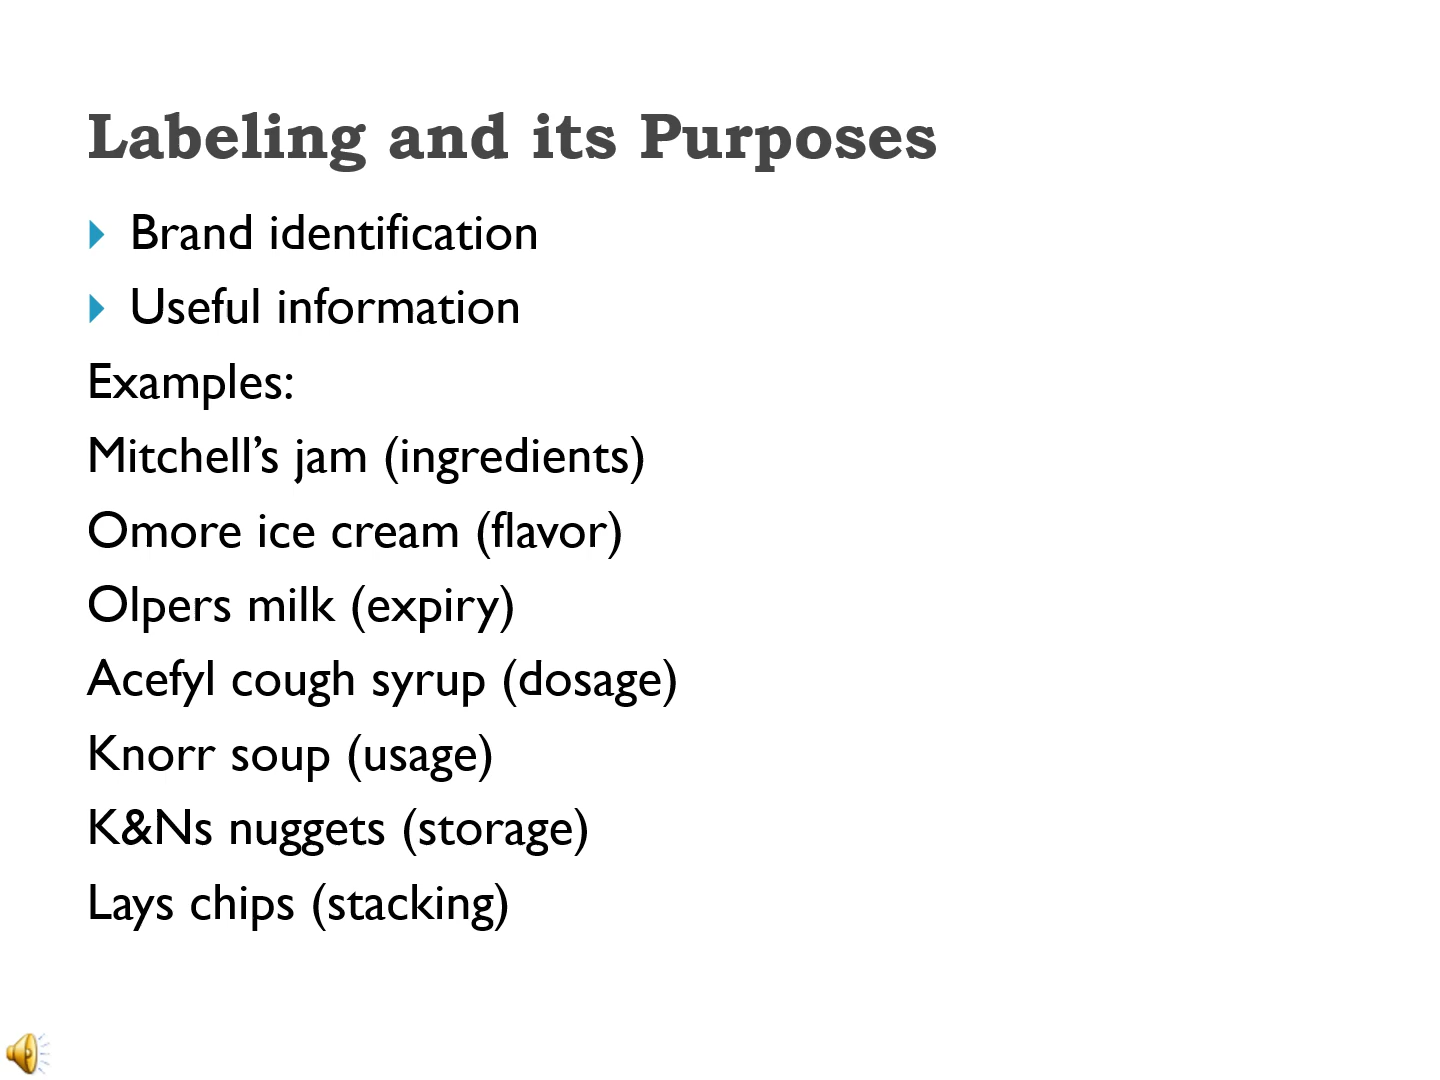 Labeling and its Purposes
Brand identification
Useful information
Examples:
Mitchell’s jam (ingredients)
Omore ice cream (flavor)
Olpers milk (expiry)
Acefyl cough syrup (dosage)
Knorr soup (usage)
K&Ns nuggets (storage)
Lays chips (stacking)